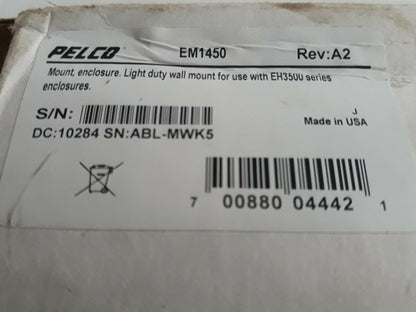 PELCO EM1450 Rev:A2
Mount, enclosure. Light duty wall mount for use with EH3500 series
enclosures.
S/N:
J
Made in USA
DC:10284 SN:ABL-MWK5
7 00880 04442 1